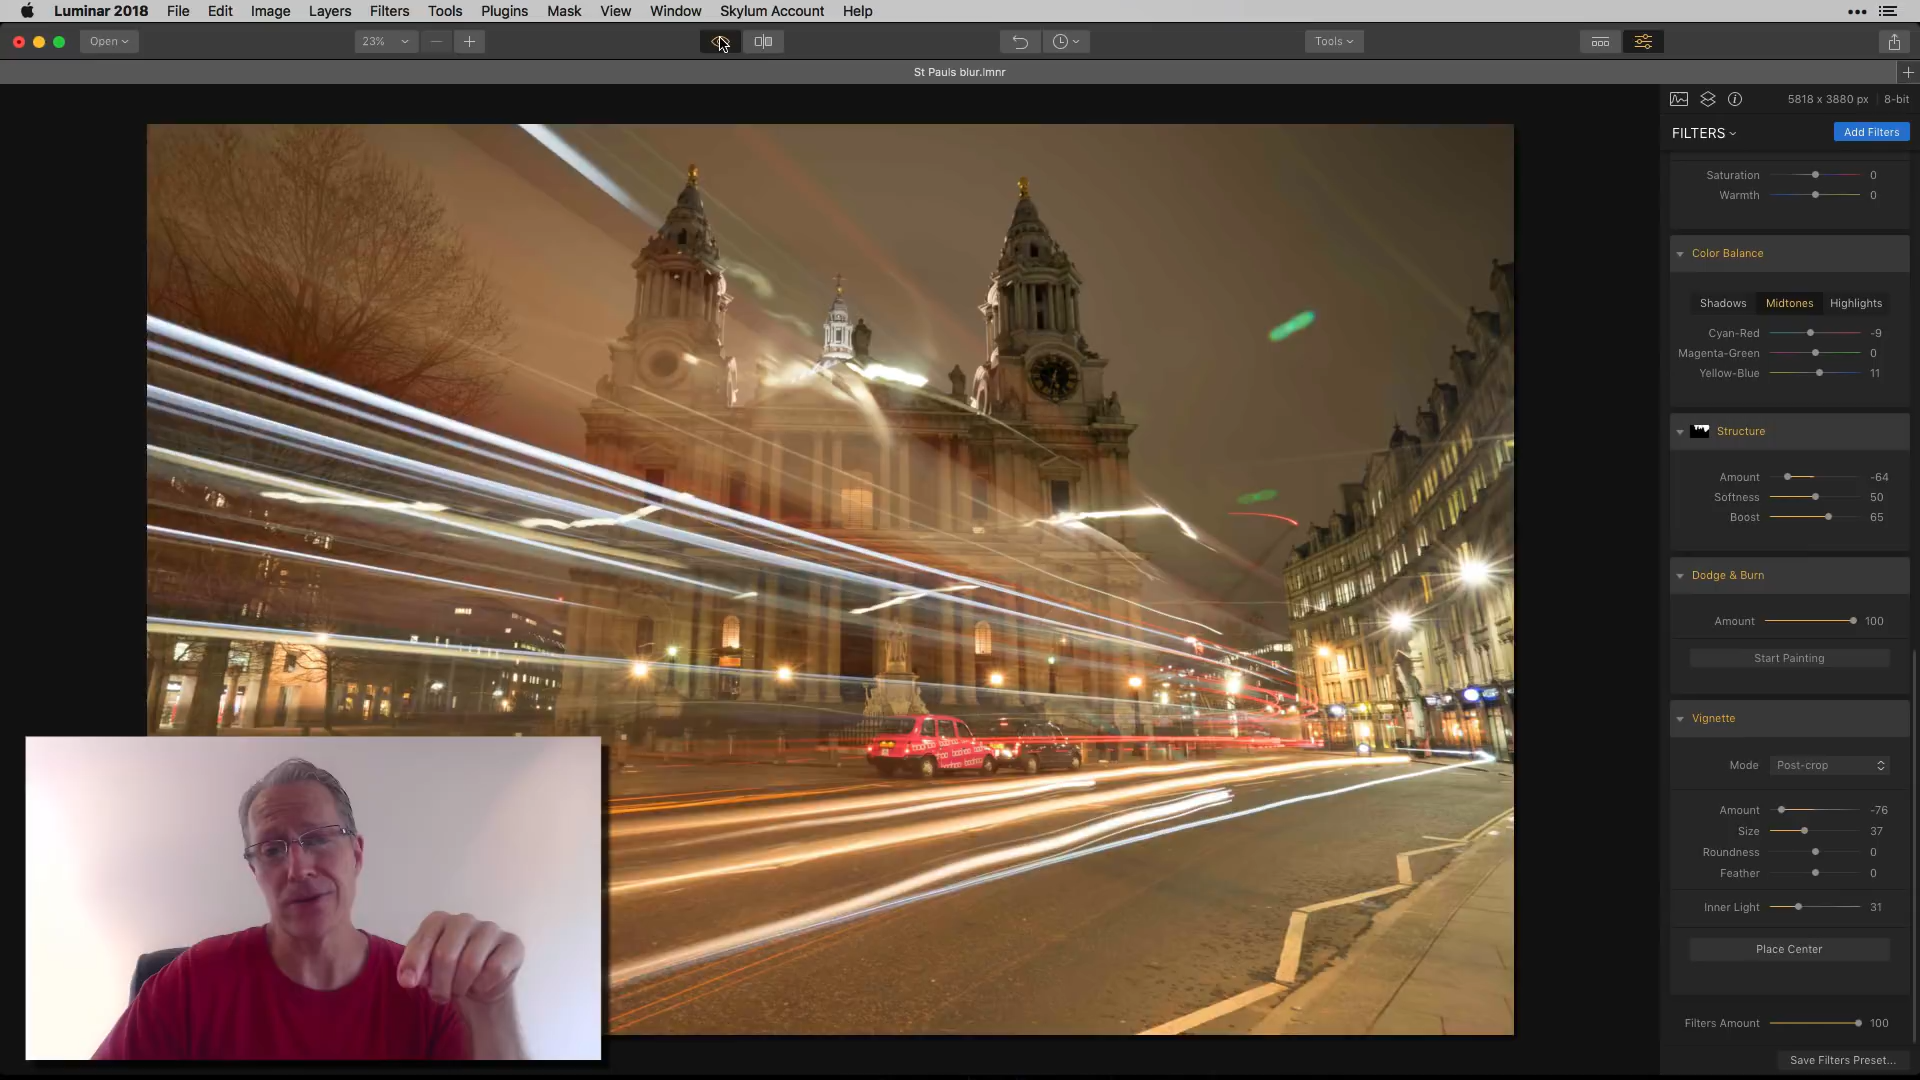 Luminar 2018 File Edit Image Layers Filters Tools Plugins Mask View Window Skylum Account Help
Open 23% Tools
St Pauls blur.lmnr
5818 x 3880 px 8-bit
FILTERS Add Filters
Saturation 0
Warmth 0
Color Balance
Shadows Midtones Highlights
Cyan-Red -9
Magenta-Green 0
Yellow-Blue 11
Structure
Amount -64
Softness 50
Boost 65
Dodge & Burn
Amount 100
Start Painting
Vignette
Mode Post-crop
Amount -76
Size 37
Roundness 0
Feather 0
Inner Light 31
Place Center
Filters Amount 100
Save Filters Preset...